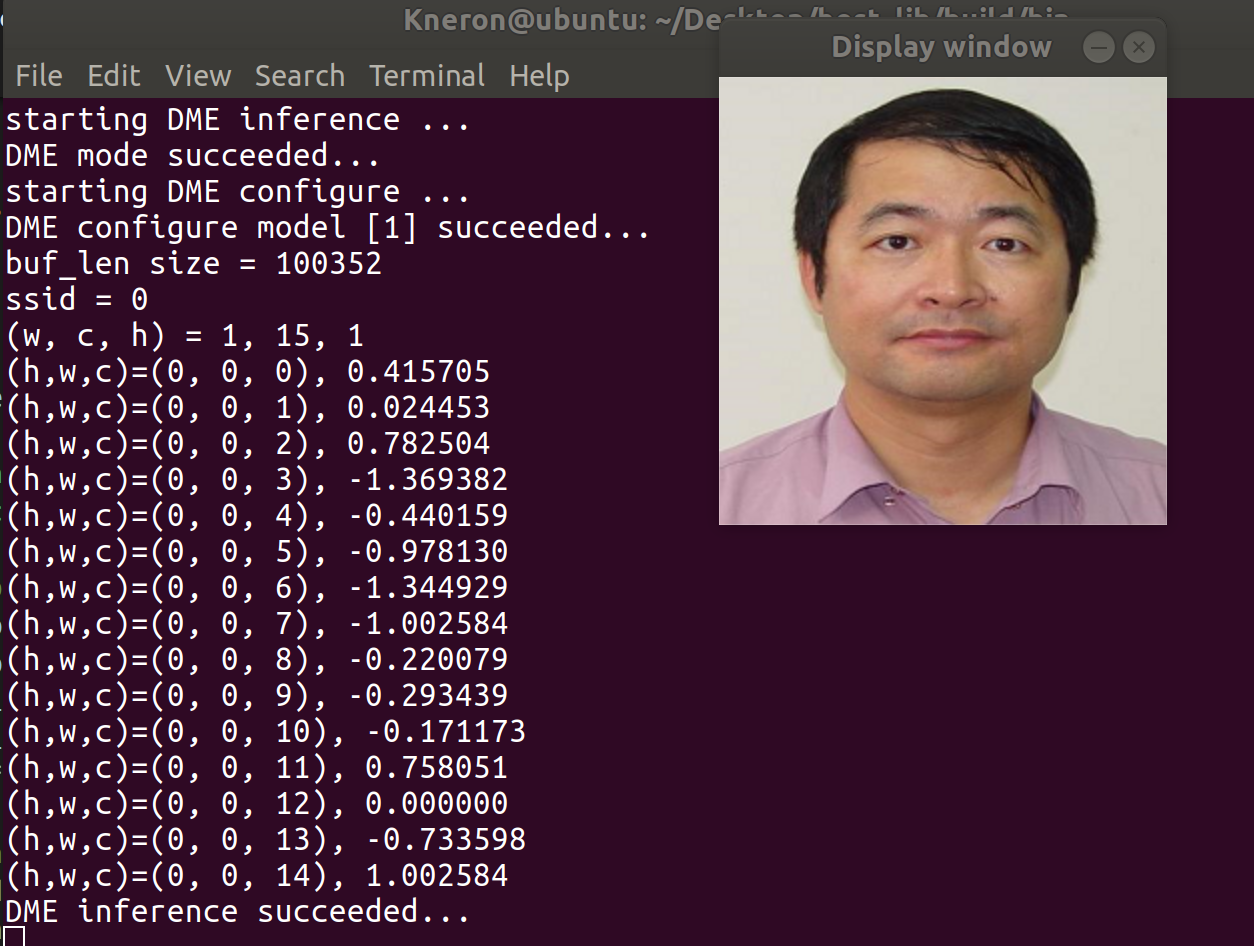 Kneron@ubuntu: ~/Desktop/host_lib/build/bin
Display window
File Edit View Search Terminal Help
starting DME inference ...
DME mode succeeded...
starting DME configure ...
DME configure model [1] succeeded...
buf_len size = 100352
ssid = 0
(w, c, h) = 1, 15, 1
(h,w,c)=(0, 0, 0), 0.415705
(h,w,c)=(0, 0, 1), 0.024453
(h,w,c)=(0, 0, 2), 0.782504
(h,w,c)=(0, 0, 3), -1.369382
(h,w,c)=(0, 0, 4), -0.440159
(h,w,c)=(0, 0, 5), -0.978130
(h,w,c)=(0, 0, 6), -1.344929
(h,w,c)=(0, 0, 7), -1.002584
(h,w,c)=(0, 0, 8), -0.220079
(h,w,c)=(0, 0, 9), -0.293439
(h,w,c)=(0, 0, 10), -0.171173
(h,w,c)=(0, 0, 11), 0.758051
(h,w,c)=(0, 0, 12), 0.000000
(h,w,c)=(0, 0, 13), -0.733598
(h,w,c)=(0, 0, 14), 1.002584
DME inference succeeded...